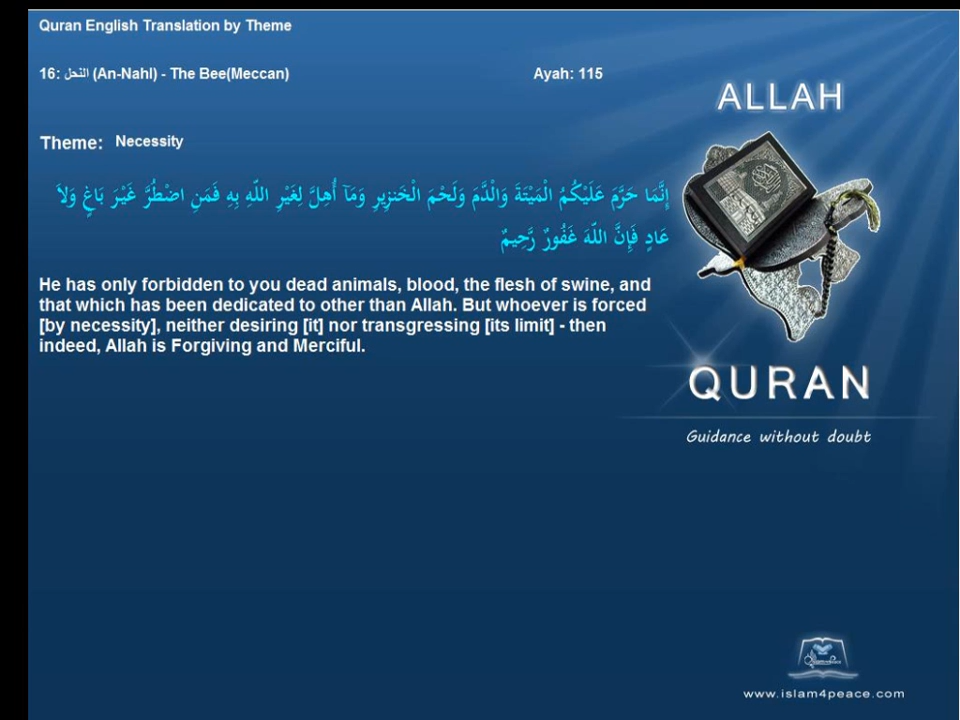 Quran English Translation by Theme
16: النحل (An-Nahl) - The Bee(Meccan) Ayah: 115
Theme: Necessity
إِنَّمَا حَرَّمَ عَلَيْكُمُ الْمَيْتَةَ وَالْدَّمَ وَلَحْمَ الْخَنزِيرِ وَمَآ أُهِلَّ لِغَيْرِ اللّهِ بِهِ فَمَنِ اضْطُرَّ غَيْرَ بَاغٍ وَلاَ
عَادٍ فَإِنَّ اللّهَ غَفُورٌ رَّحِيمٌ
He has only forbidden to you dead animals, blood, the flesh of swine, and
that which has been dedicated to other than Allah. But whoever is forced
[by necessity], neither desiring [it] nor transgressing [its limit] - then
indeed, Allah is Forgiving and Merciful.
ALLAH
QURAN
Guidance without doubt
www.islam4peace.com